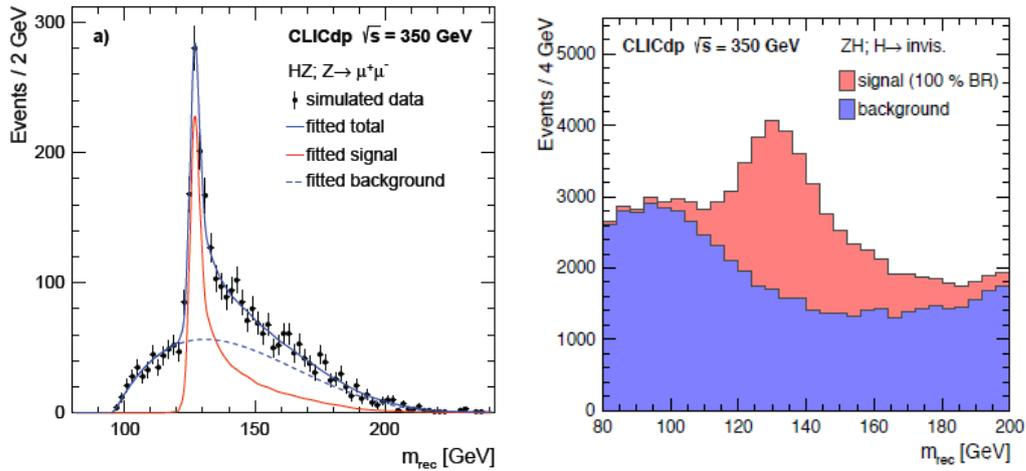 Events / 2 GeV
300
200
100
0
a)
CLICdp √s = 350 GeV
HZ; Z→ μ⁺μ⁻
simulated data
fitted total
fitted signal
fitted background
100
150
200
m_rec [GeV]
Events / 4 GeV
5000
4000
3000
2000
1000
0
CLICdp √s = 350 GeV
ZH; H→ invis.
signal (100 % BR)
background
80
100
120
140
160
180
200
m_rec [GeV]